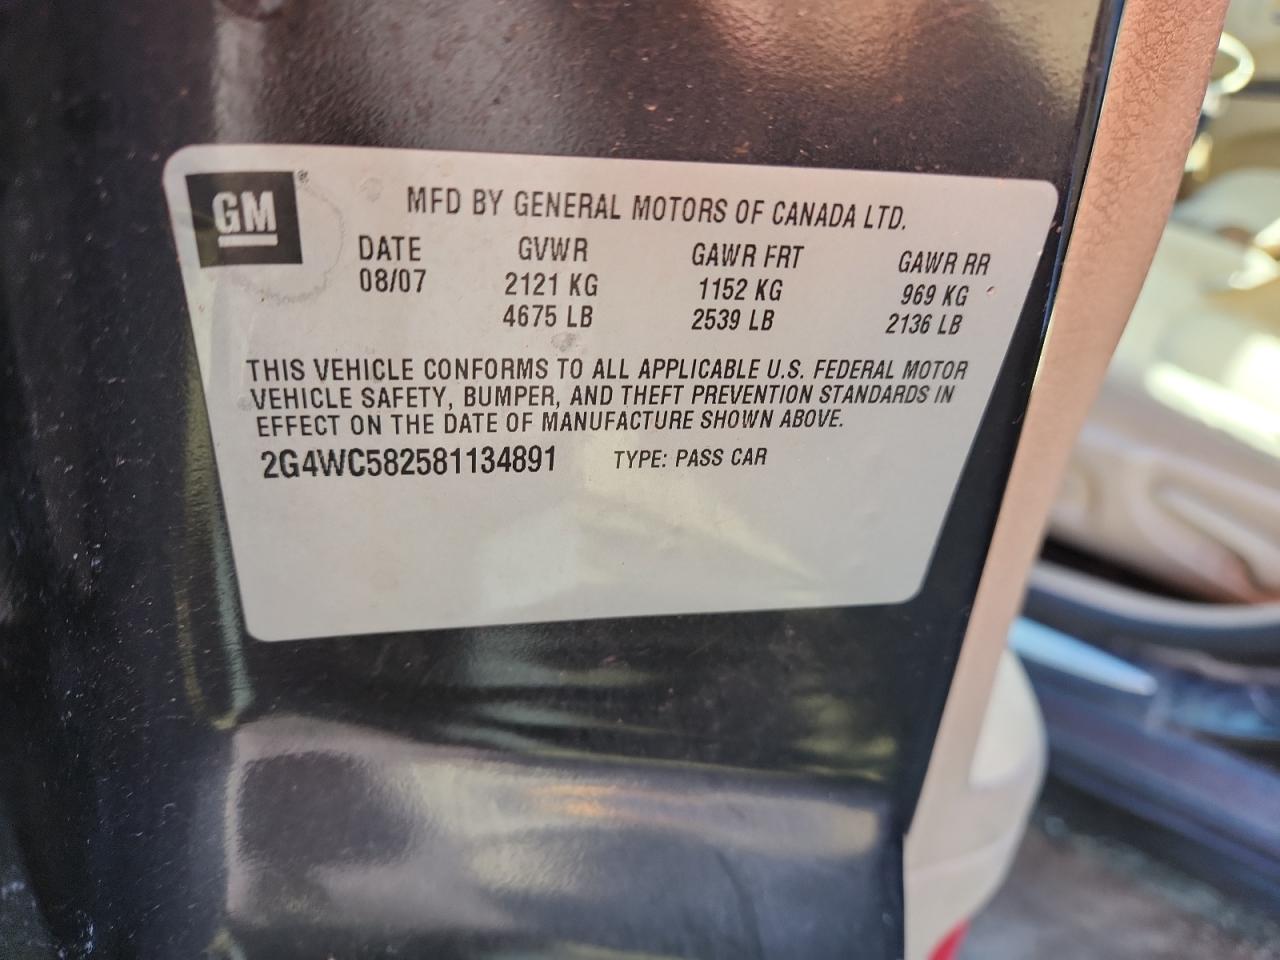 GM®
MFD BY GENERAL MOTORS OF CANADA LTD.
DATE GVWR GAWR FRT GAWR RR
08/07 2121 KG 1152 KG 969 KG
4675 LB 2539 LB 2136 LB
THIS VEHICLE CONFORMS TO ALL APPLICABLE U.S. FEDERAL MOTOR
VEHICLE SAFETY, BUMPER, AND THEFT PREVENTION STANDARDS IN
EFFECT ON THE DATE OF MANUFACTURE SHOWN ABOVE.
2G4WC582581134891 TYPE: PASS CAR